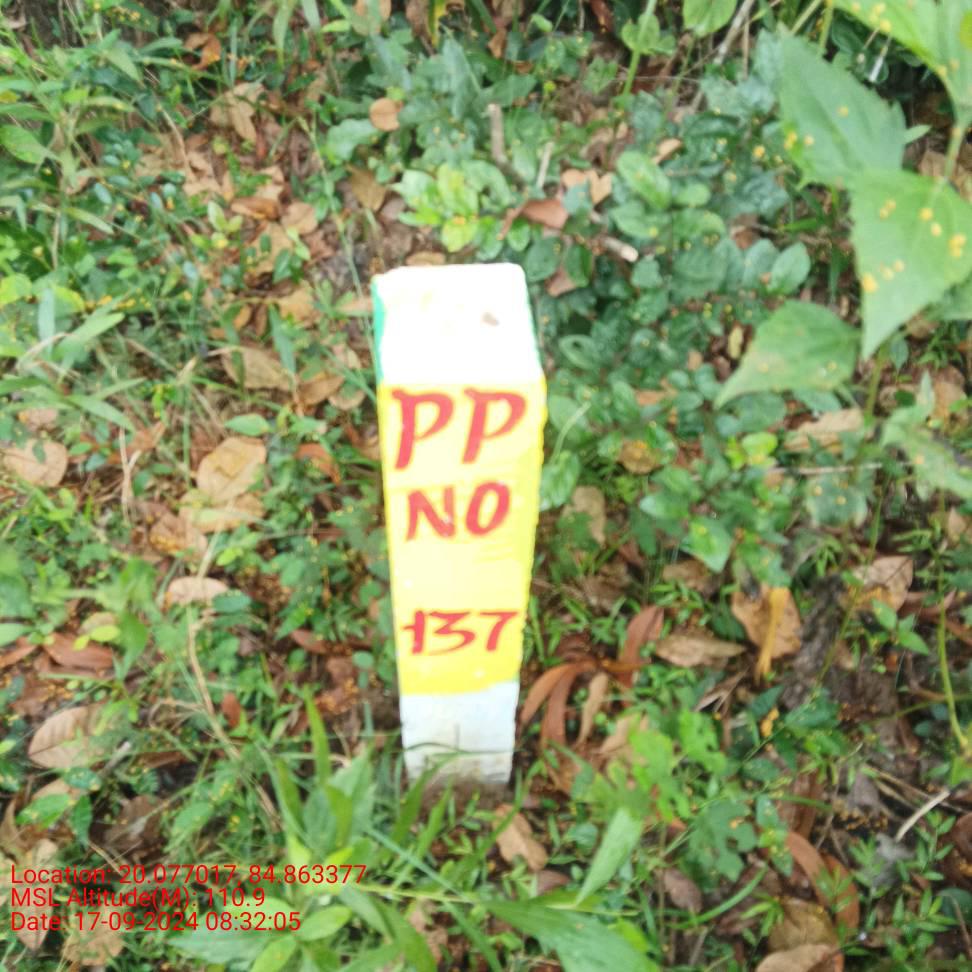 PP
NO
137
Location: 20.077017, 84.863377
MSL Altitude(M): 110.9
Date: 17-09-2024 08:32:05